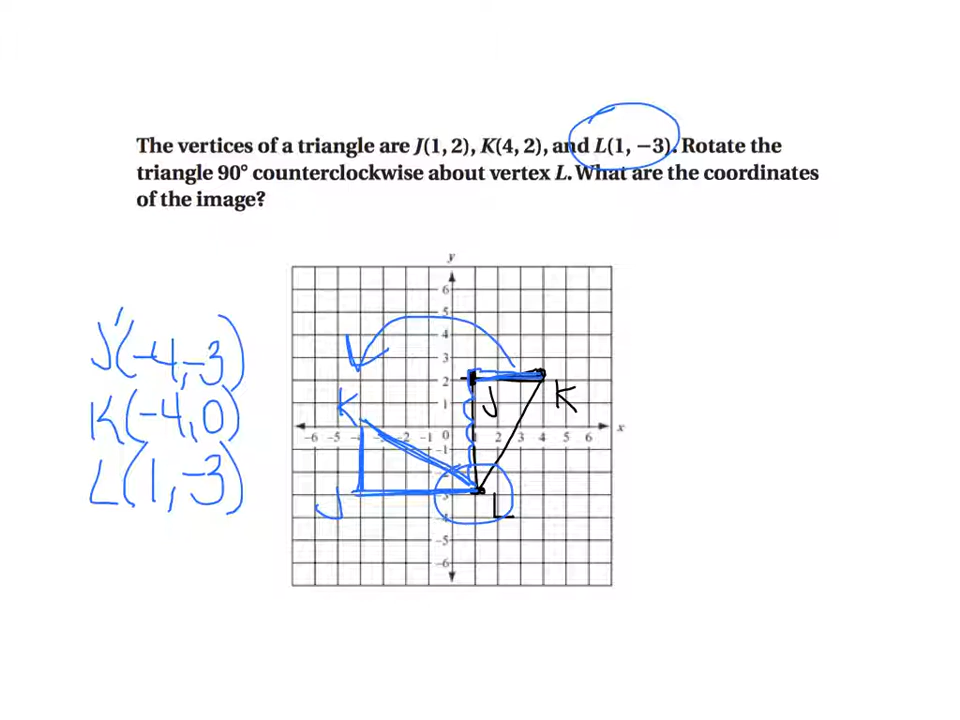 The vertices of a triangle are J(1, 2), K(4, 2), and L(1, −3). Rotate the
triangle 90° counterclockwise about vertex L. What are the coordinates
of the image?
y
6
5
4
3
2
1
-6 -5 -4 -3 -2 -1 0 1 2 3 4 5 6 x
-1
-2
-3
-4
-5
-6
J K
L
K
J
J'(-4,-3)
K(-4,0)
L(1,-3)